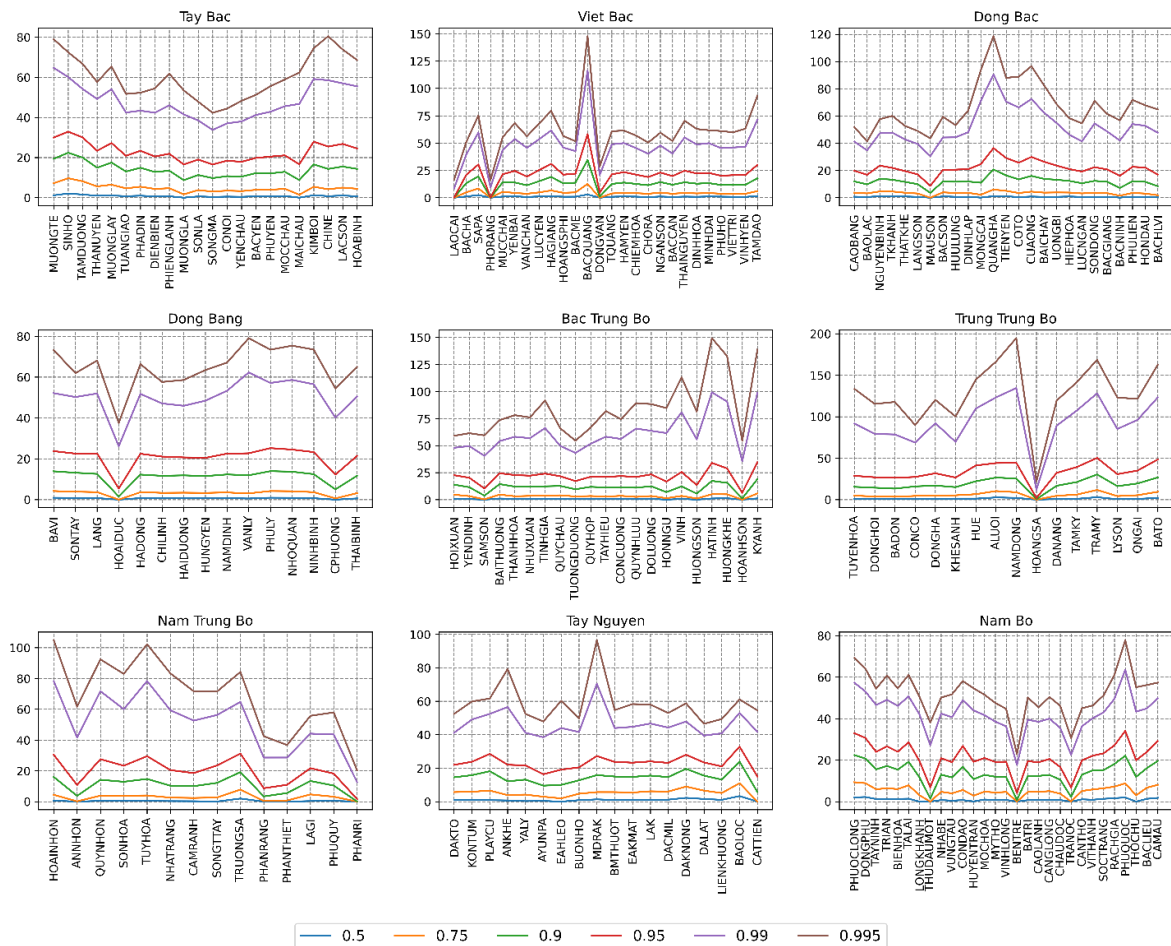 Tay Bac
Viet Bac
Dong Bac
80
60
40
20
0
MUONGTE
SINHO
TAMDUONG
THANUYEN
MUONGLAY
TUANGIAO
PHADIN
DIENBIEN
PHIENGLANH
MUONGLA
SONLA
SONGMA
CONOI
YENCHAU
BACYEN
PHUYEN
MOCCHAU
MAICHAU
KIMBOI
CHINE
LACSON
HOABINH
150
125
100
75
50
25
0
LAOCAI
BACHA
SAPA
PHORANG
MUCCHAI
YENBAI
VANCHAN
LUCYEN
HAGIANG
HOANGSPHI
BACME
BACQUANG
DONGVAN
TQUANG
HAMYEN
CHIEMHOA
CHORA
NGANSON
BACCAN
THAINGUYEN
DINHHOA
MINHDAI
PHUHO
VIETTRI
VINHYEN
TAMDAO
120
100
80
60
40
20
0
CAOBANG
BAOLAC
NGUYENBINH
TKHANH
THATKHE
LANGSON
MAUSON
BACSON
HULUNG
DINHLAP
MONGCAI
QUANGHA
TIENYEN
COTO
CUAONG
BAICHAY
UONGBI
HIEPHOA
LUCNGAN
SONDONG
BACGIANG
BACNINH
PHULIEN
HONDAU
BACHLVI
Dong Bang
Bac Trung Bo
Trung Trung Bo
80
60
40
20
0
BAVI
SONTAY
LANG
HOAIDUC
HADONG
CHILINH
HAIDUONG
HUNGYEN
NAMDINH
VANLY
PHULY
NHOQUAN
NINHBINH
CPHUONG
THAIBINH
150
125
100
75
50
25
0
HOIXUAN
YENDINH
SAMSON
BAITHUONG
THANHHOA
NHUXUAN
TINHGIA
QUYCHAU
TUONGDUONG
QUYHOP
TAYHIEU
CONCUONG
QUYNHLUU
DOLUONG
HONNGU
VINH
HUONGSON
HATINH
HUONGKHE
HOANHSON
KYANH
200
150
100
50
0
TUYENHOA
DONGHOI
BADON
CONCO
DONGHA
KHESANH
HUE
ALUOI
NAMDONG
HOANGSA
DANANG
TAMKY
TRAMY
LYSON
QNGAI
BATO
Nam Trung Bo
Tay Nguyen
Nam Bo
100
80
60
40
20
0
HOAINHON
ANNHON
QUYNHON
SONHOA
TUYHOA
NHATRANG
CAMRANH
SONGTTAY
TRUONGSA
PHANRANG
PHANTHIET
LAGI
PHUQUY
PHANRI
100
80
60
40
20
0
DAKTO
KONTUM
PLAYCU
ANKHE
YALY
AYUNPA
EAHLEO
BUONHO
MDRAK
BMTHUOT
EAKMAT
LAK
DACMIL
DAKNONG
DALAT
LIENKHUONG
BAOLOC
CATTIEN
80
60
40
20
0
PHUOCLONG
DONGPHU
TAYNINH
TRIAN
BIENHOA
TALAI
LONGKHANH
THUDAUMOT
NHABE
VUNGTAU
CONDAO
HUYENTRAN
MOCHOA
MYTHO
VINHLONG
BENTRE
BATRI
CAOLANH
CANGLONG
CHAUDOC
TRANOC
CANTHO
VITHANH
SOCTRANG
RACHGIA
PHUQUOC
THOCHU
BACLIEU
CAMAU
0.5
0.75
0.9
0.95
0.99
0.995